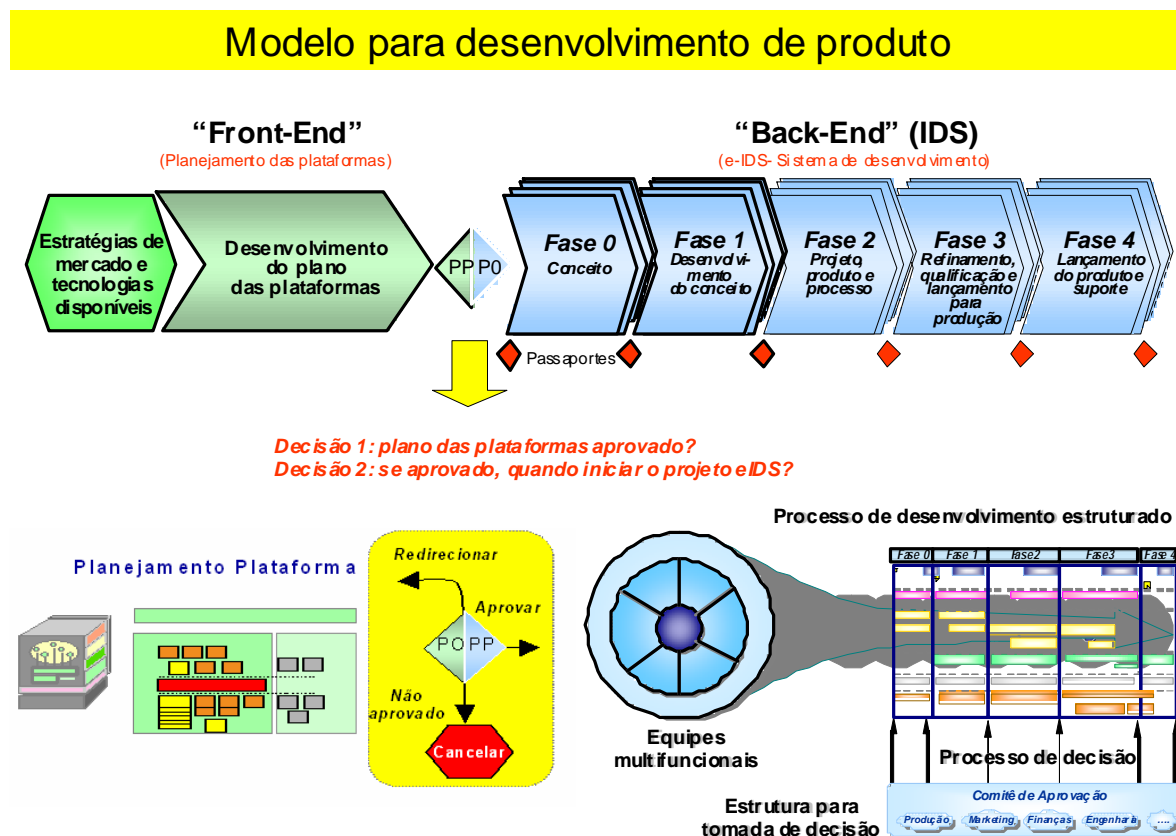 Modelo para desenvolvimento de produto
“Front-End”
(Planejamento das plataformas)
“Back-End” (IDS)
(e-IDS- Sistema de desenvolvimento)
Estratégias de
mercado e
tecnologias
disponíveis
Desenvolvimento
do plano
das plataformas
PP
P0
Fase 0
Conceito
Fase 1
Desenvolvi-
mento
do conceito
Fase 2
Projeto,
produto e
processo
Fase 3
Refinamento,
qualificação e
lançamento
para
produção
Fase 4
Lançamento
do produto e
suporte
Passaportes
Decisão 1: plano das plataformas aprovado?
Decisão 2: se aprovado, quando iniciar o projeto eIDS?
Planejamento Plataforma
Redirecionar
Aprovar
PO PP
Não
aprovado
Cancelar
Equipes
multifuncionais
Processo de desenvolvimento estruturado
Fase 0
Fase 1
Fase2
Fase3
Fase 4
Processo de decisão
Estrutura para
tomada de decisão
Comitê de Aprovação
Produção
Marketing
Finanças
Engenharia
....